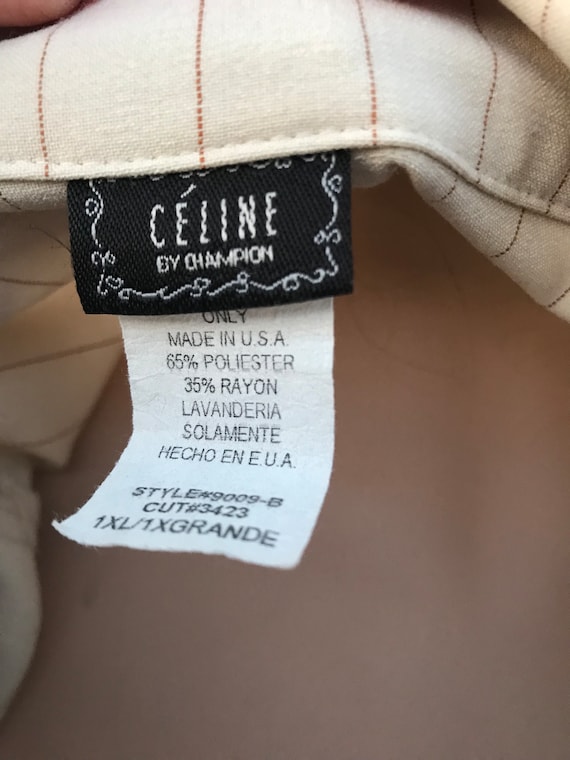 CÉLINE
BY CHAMPION
ONLY
MADE IN U.S.A.
65% POLIESTER
35% RAYON
LAVANDERIA
SOLAMENTE
HECHO EN E.U.A.
STYLE#9009-B
CUT#3423
1XL/1XGRANDE